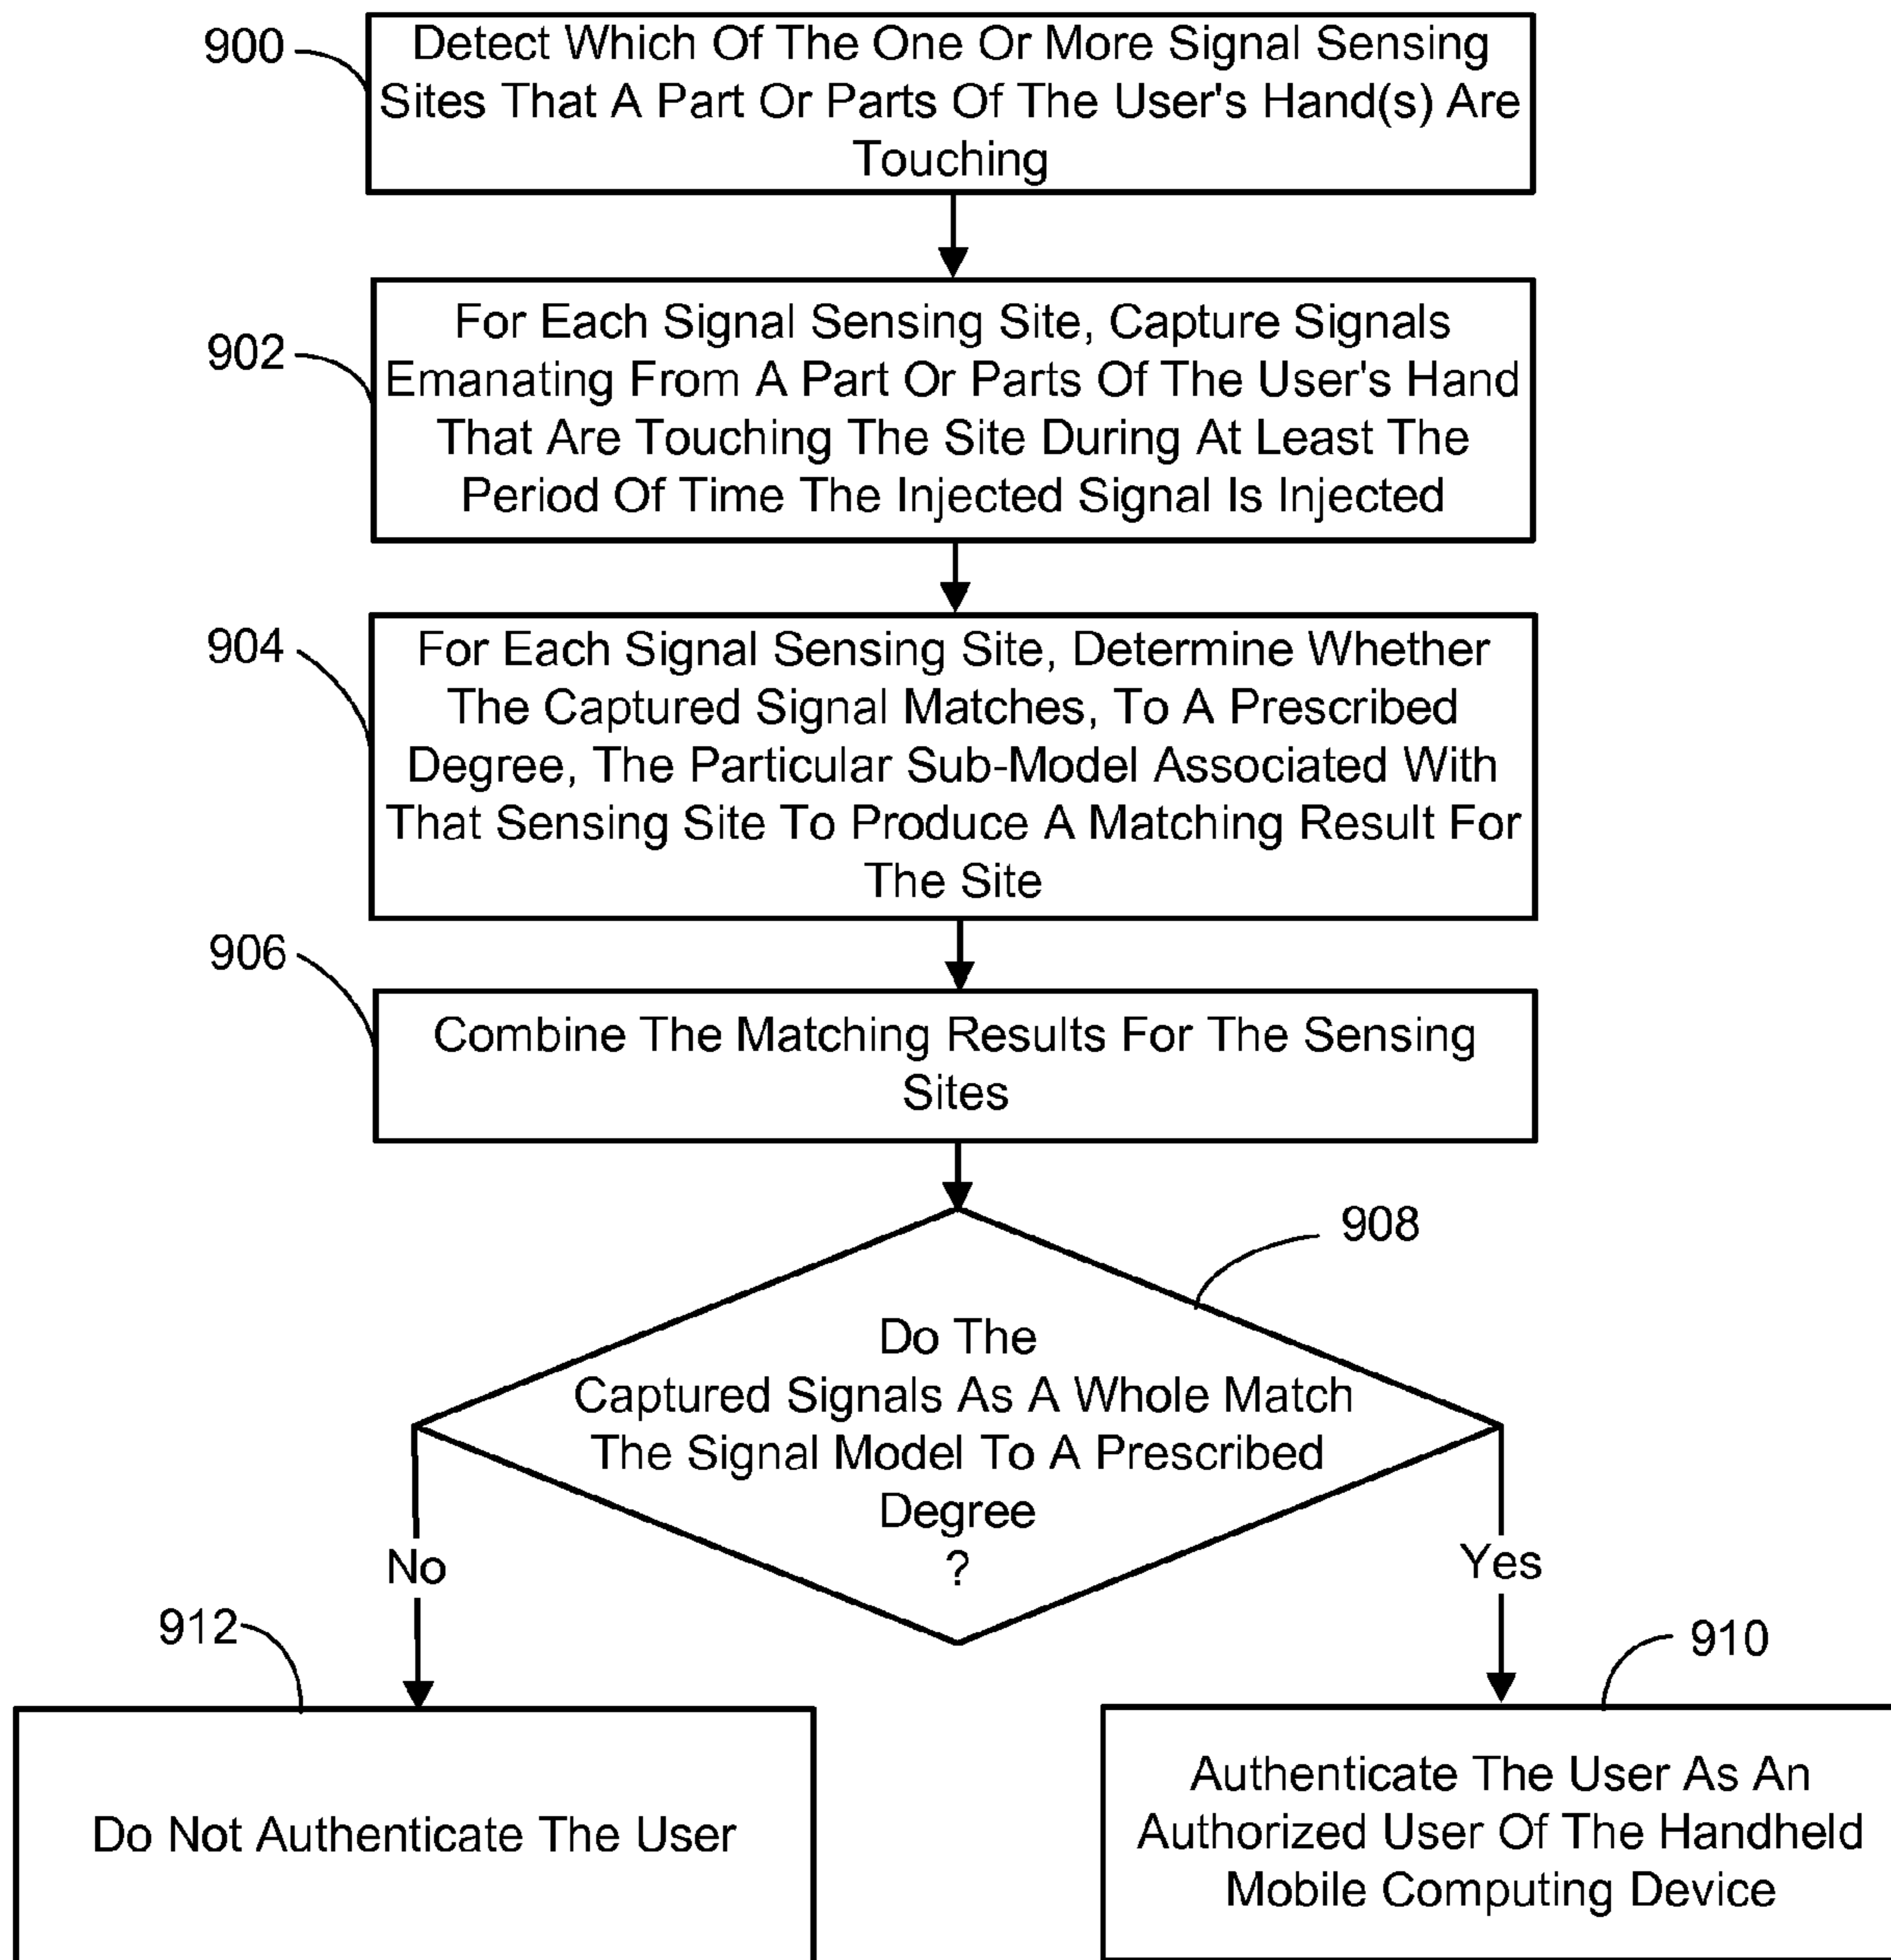 900
Detect Which Of The One Or More Signal Sensing
Sites That A Part Or Parts Of The User's Hand(s) Are
Touching
902
For Each Signal Sensing Site, Capture Signals
Emanating From A Part Or Parts Of The User's Hand
That Are Touching The Site During At Least The
Period Of Time The Injected Signal Is Injected
904
For Each Signal Sensing Site, Determine Whether
The Captured Signal Matches, To A Prescribed
Degree, The Particular Sub-Model Associated With
That Sensing Site To Produce A Matching Result For
The Site
906
Combine The Matching Results For The Sensing
Sites
908
Do The
Captured Signals As A Whole Match
The Signal Model To A Prescribed
Degree
?
No
Yes
912
Do Not Authenticate The User
910
Authenticate The User As An
Authorized User Of The Handheld
Mobile Computing Device